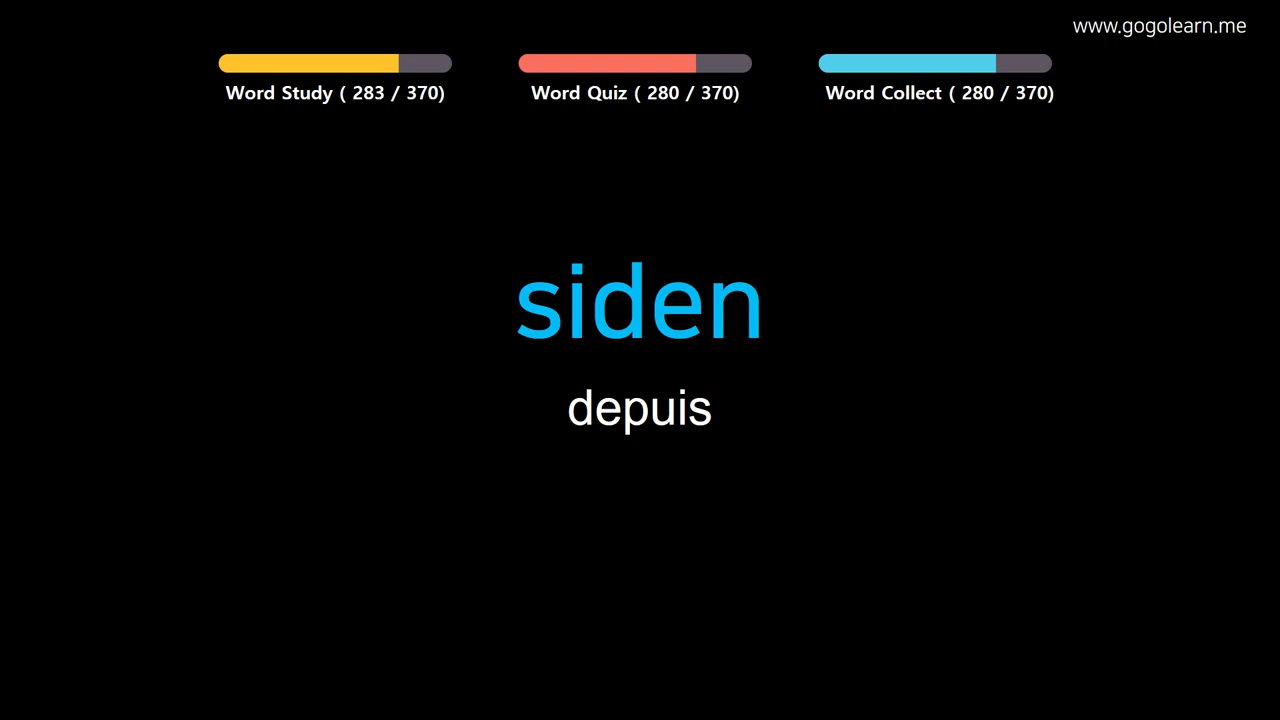 www.gogolearn.me
Word Study ( 283 / 370)
Word Quiz ( 280 / 370)
Word Collect ( 280 / 370)
siden
depuis